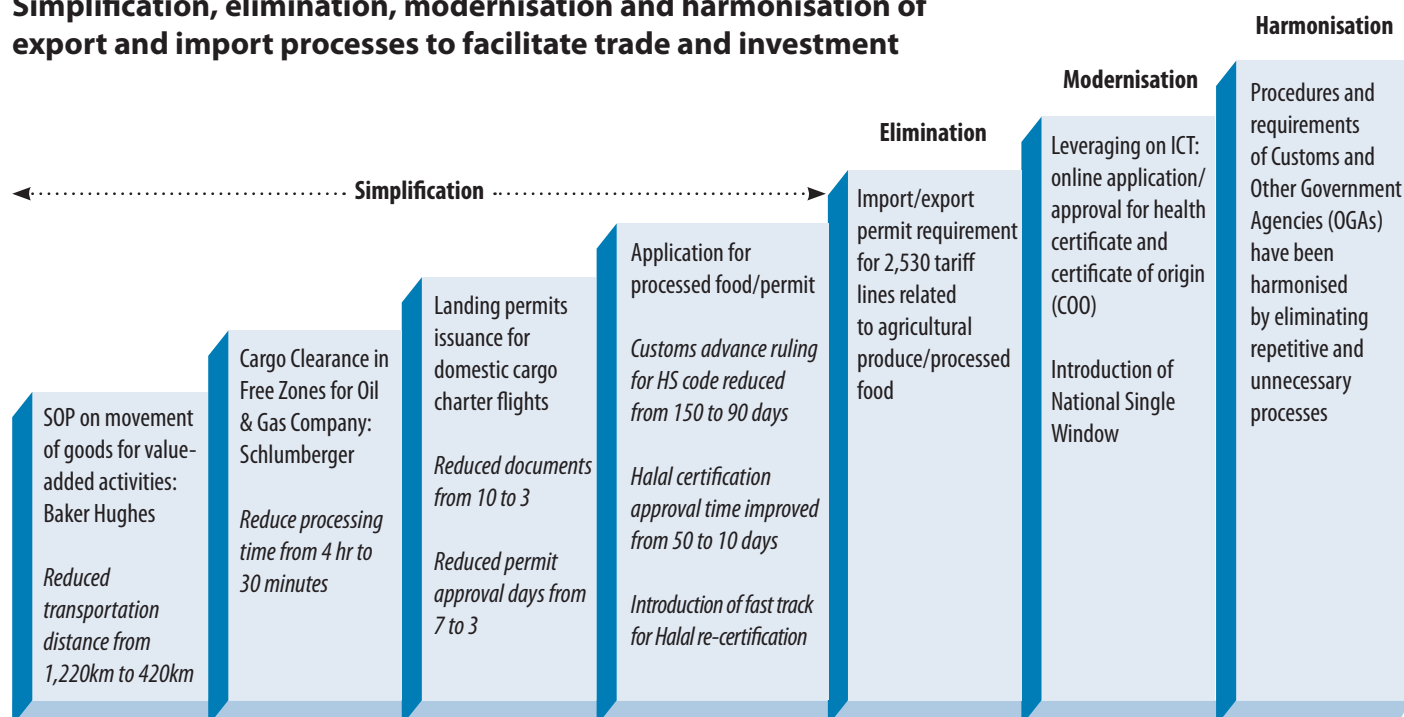 Simplification, elimination, modernisation and harmonisation of
export and import processes to facilitate trade and investment
Simplification
SOP on movement
of goods for value-
added activities:
Baker Hughes
Reduced
transportation
distance from
1,220km to 420km
Cargo Clearance in
Free Zones for Oil
& Gas Company:
Schlumberger
Reduce processing
time from 4 hr to
30 minutes
Landing permits
issuance for
domestic cargo
charter flights
Reduced documents
from 10 to 3
Reduced permit
approval days from
7 to 3
Application for
processed food/permit
Customs advance ruling
for HS code reduced
from 150 to 90 days
Halal certification
approval time improved
from 50 to 10 days
Introduction of fast track
for Halal re-certification
Elimination
Import/export
permit requirement
for 2,530 tariff
lines related
to agricultural
produce/processed
food
Modernisation
Leveraging on ICT:
online application/
approval for health
certificate and
certificate of origin
(COO)
Introduction of
National Single
Window
Harmonisation
Procedures and
requirements
of Customs and
Other Government
Agencies (OGAs)
have been
harmonised
by eliminating
repetitive and
unnecessary
processes